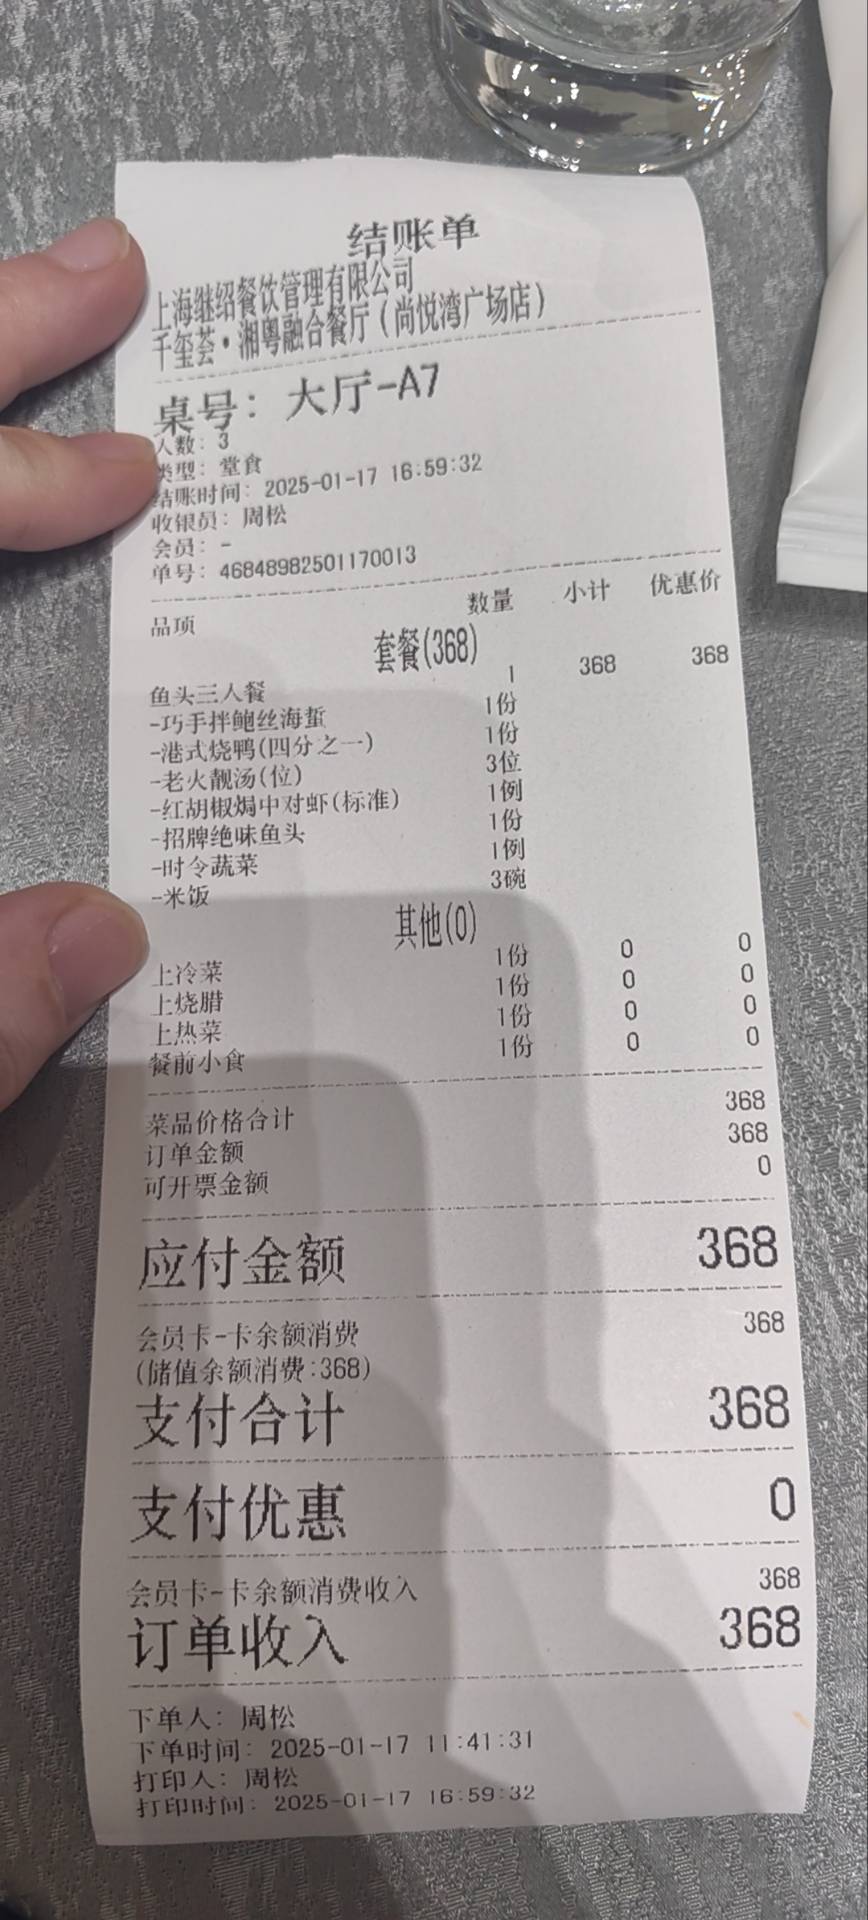 结账单
上海继绍餐饮管理有限公司
千玺荟·湘粤融合餐厅(尚悦湾广场店)
桌号: 大厅-A7
人数: 3
类型: 堂食
结账时间: 2025-01-17 16:59:32
收银员: 周松
会员: -
单号: 46848982501170013
品项 数量 小计 优惠价
套餐(368)
鱼头三人餐 1 368 368
-巧手拌鲍丝海蜇 1份
-港式烧鸭(四分之一) 1份
-老火靓汤(位) 3位
-红胡椒焗中对虾(标准) 1例
-招牌绝味鱼头 1份
-时令蔬菜 1例
-米饭 3碗
其他(0)
上冷菜 1份 0 0
上烧腊 1份 0 0
上热菜 1份 0 0
餐前小食 1份 0 0
菜品价格合计 368
订单金额 368
可开票金额 0
应付金额 368
会员卡-卡余额消费 368
(储值余额消费:368)
支付合计 368
支付优惠 0
会员卡-卡余额消费收入 368
订单收入 368
下单人: 周松
下单时间: 2025-01-17 11:41:31
打印人: 周松
打印时间: 2025-01-17 16:59:32